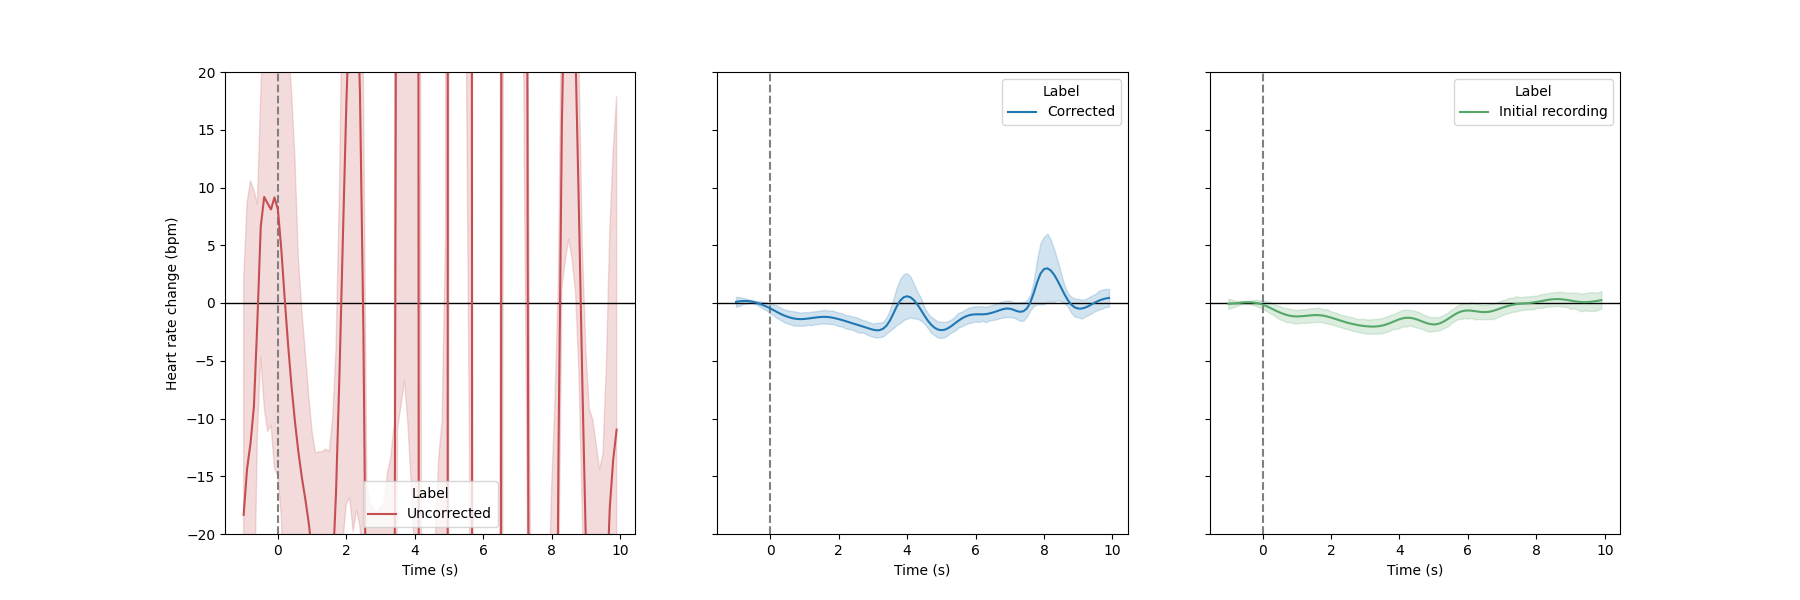 20
15
10
5
0
−5
−10
−15
−20
Heart rate change (bpm)
0 2 4 6 8 10
Time (s)
Label
Uncorrected
0 2 4 6 8 10
Time (s)
Label
Corrected
0 2 4 6 8 10
Time (s)
Label
Initial recording